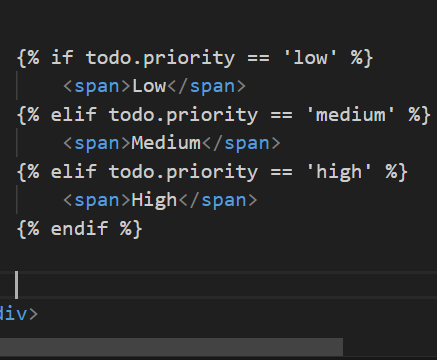 {% if todo.priority == 'low' %}
<span>Low</span>
{% elif todo.priority == 'medium' %}
<span>Medium</span>
{% elif todo.priority == 'high' %}
<span>High</span>
{% endif %}
div>